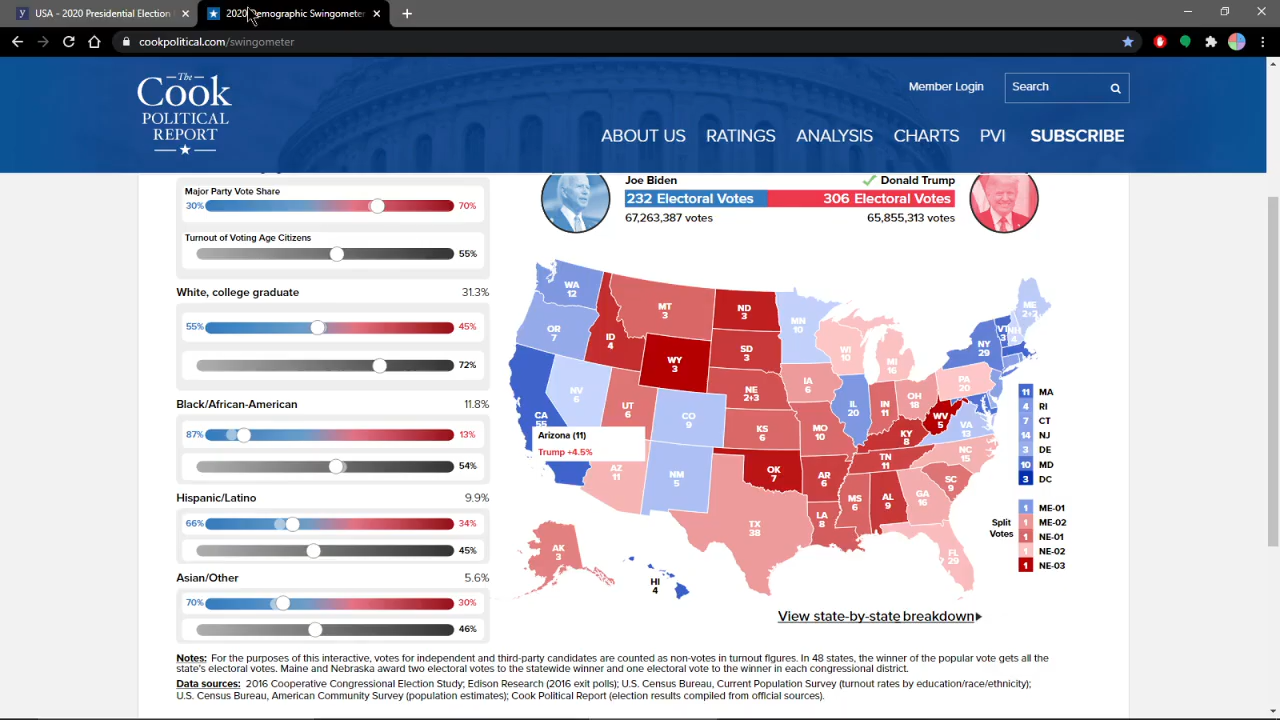 USA - 2020 Presidential Election
2020 Demographic Swingometer
cookpolitical.com/swingometer
The
Cook
POLITICAL
REPORT
Member Login
Search
ABOUT US RATINGS ANALYSIS CHARTS PVI SUBSCRIBE
Major Party Vote Share
30% 70%
Turnout of Voting Age Citizens
55%
White, college graduate 31.3%
55% 45%
72%
Black/African-American 11.8%
87% 13%
54%
Hispanic/Latino 9.9%
66% 34%
45%
Asian/Other 5.6%
70% 30%
46%
Joe Biden Donald Trump
232 Electoral Votes 306 Electoral Votes
67,263,387 votes 65,855,313 votes
WA
12
OR
7
CA
55
NV
6
ID
4
MT
3
WY
3
UT
6
CO
9
AZ
11
NM
5
ND
3
SD
3
NE
2+3
KS
6
OK
7
TX
38
MN
10
IA
6
MO
10
AR
6
LA
8
WI
10
IL
20
MI
16
IN
11
OH
18
KY
8
TN
11
MS
6
AL
9
GA
16
FL
29
SC
9
NC
15
VA
13
WV
5
PA
20
NY
29
VT
3
NH
4
ME
2+2
AK
3
HI
4
Arizona (11)
Trump +4.5%
11 MA
4 RI
7 CT
14 NJ
3 DE
10 MD
3 DC
Split
Votes
1 ME-01
1 ME-02
1 NE-01
1 NE-02
1 NE-03
View state-by-state breakdown
Notes: For the purposes of this interactive, votes for independent and third-party candidates are counted as non-votes in turnout figures. In 48 states, the winner of the popular vote gets all the
state's electoral votes. Maine and Nebraska award two electoral votes to the statewide winner and one electoral vote to the winner in each congressional district.
Data sources: 2016 Cooperative Congressional Election Study; Edison Research (2016 exit polls); U.S. Census Bureau, Current Population Survey (turnout rates by education/race/ethnicity);
U.S. Census Bureau, American Community Survey (population estimates); Cook Political Report (election results compiled from official sources).